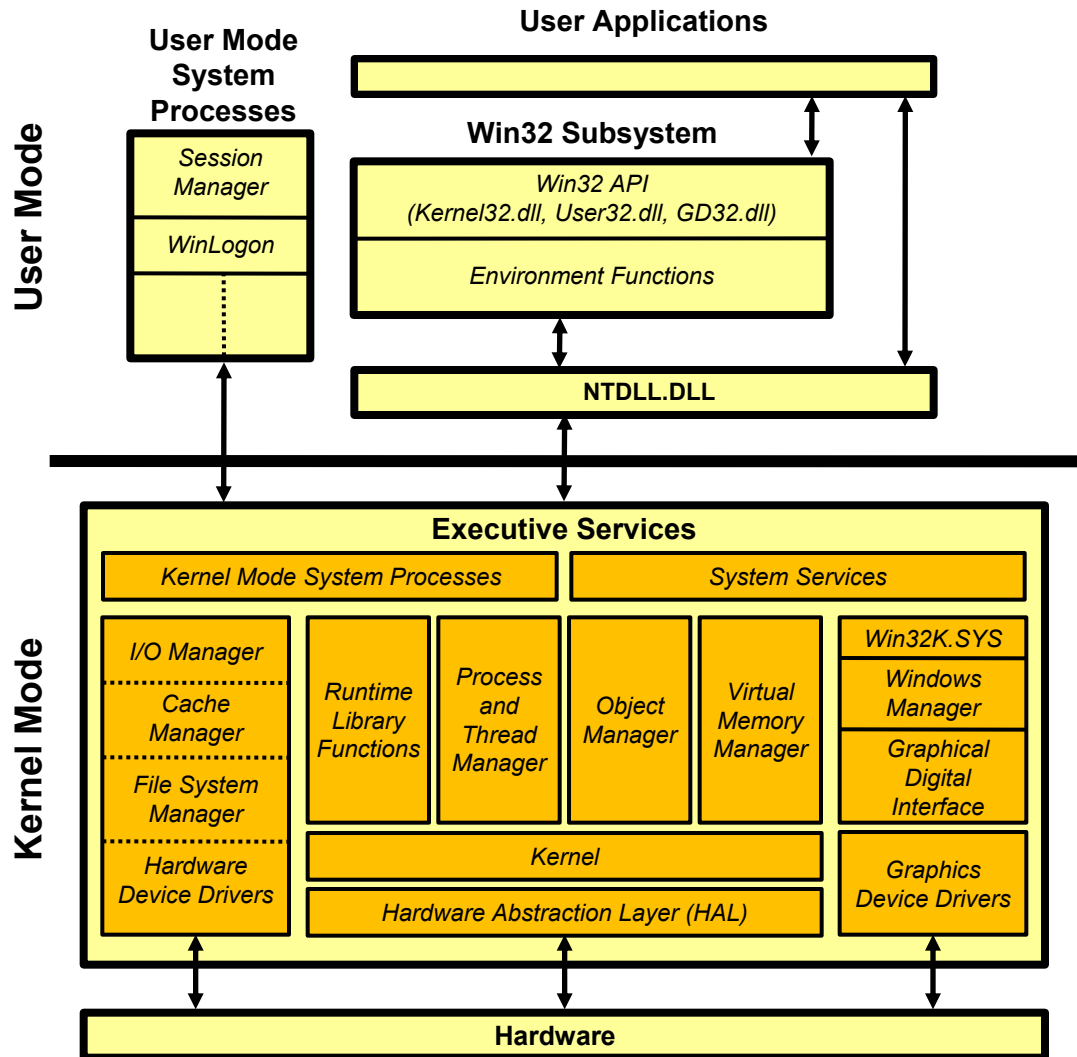 User Applications
User Mode
System
Processes
User Mode
Session
Manager
WinLogon
Win32 Subsystem
Win32 API
(Kernel32.dll, User32.dll, GD32.dll)
Environment Functions
NTDLL.DLL
Kernel Mode
Executive Services
Kernel Mode System Processes
System Services
I/O Manager
Cache
Manager
File System
Manager
Hardware
Device Drivers
Runtime
Library
Functions
Process
and
Thread
Manager
Object
Manager
Virtual
Memory
Manager
Win32K.SYS
Windows
Manager
Graphical
Digital
Interface
Kernel
Hardware Abstraction Layer (HAL)
Graphics
Device Drivers
Hardware